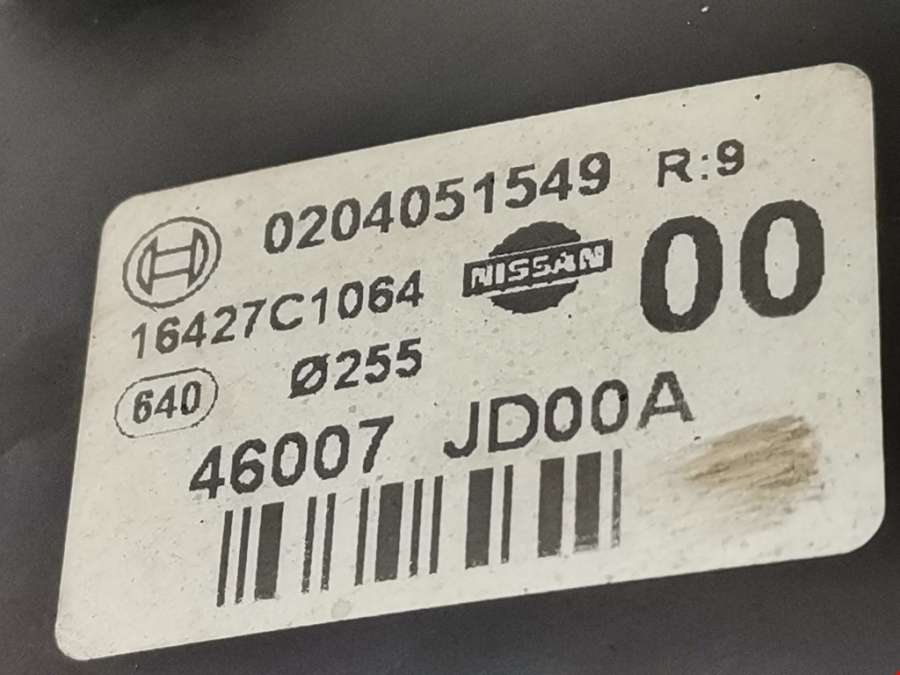 0204051549 R:9
NISSAN 00
16427C1064
640 Ø255
46007 JD00A